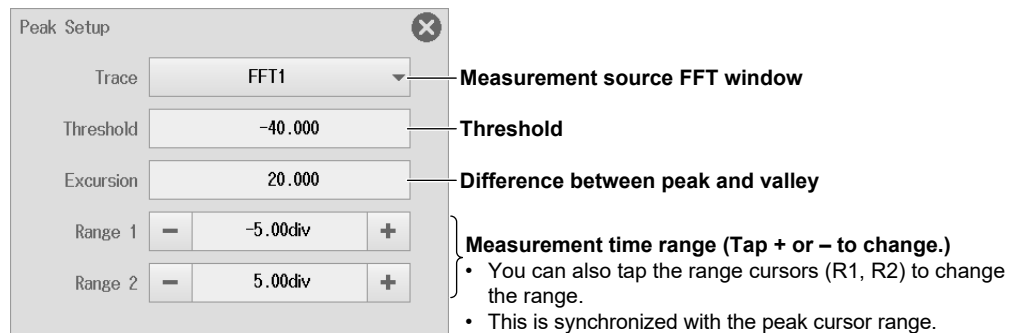 Peak Setup
Trace FFT1 Measurement source FFT window
Threshold -40.000 Threshold
Excursion 20.000 Difference between peak and valley
Range 1 − -5.00div +
Measurement time range (Tap + or – to change.)
• You can also tap the range cursors (R1, R2) to change
Range 2 − 5.00div +
the range.
• This is synchronized with the peak cursor range.